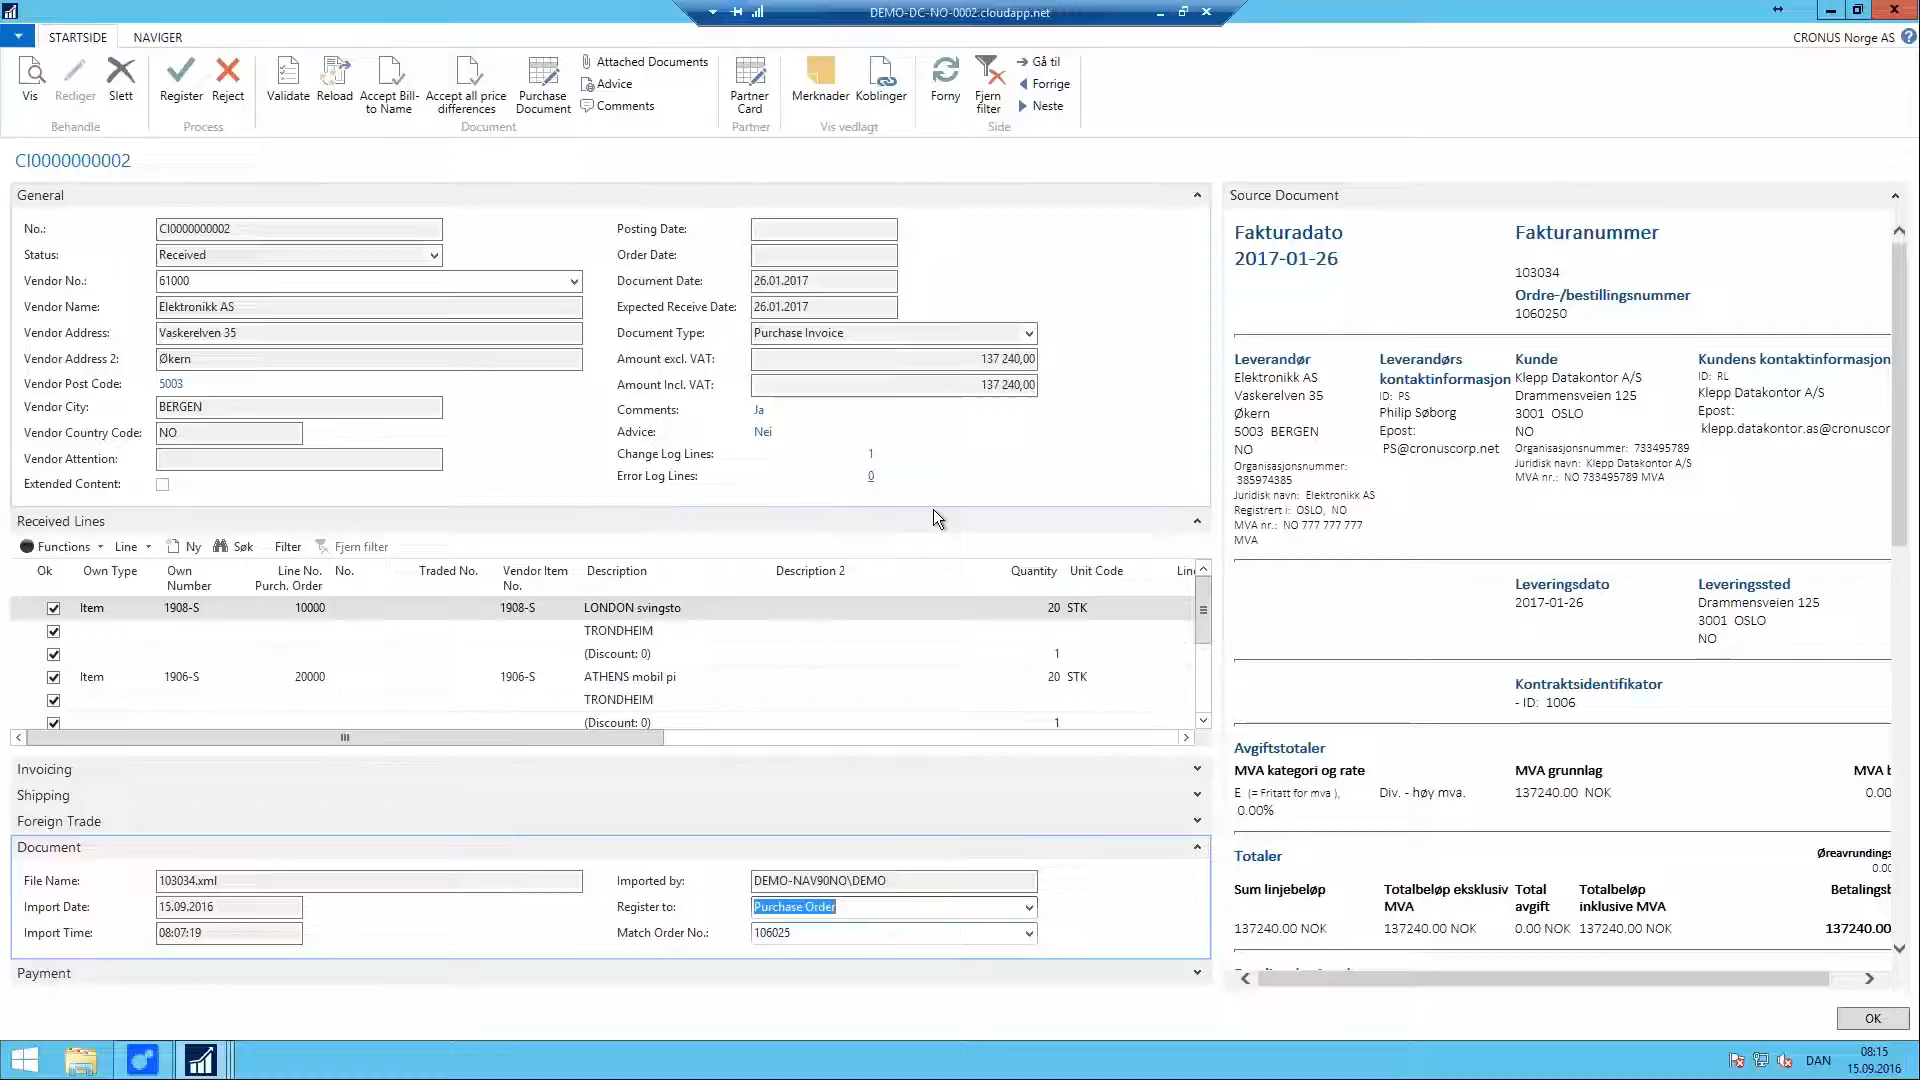 DEMO-DC-NO-0002.cloudapp.net
STARTSIDE NAVIGER
CRONUS Norge AS
Vis
Rediger
Slett
Behandle
Register
Reject
Process
Validate
Reload
Accept Bill-
to Name
Accept all price
differences
Purchase
Document
Attached Documents
Advice
Comments
Document
Partner
Card
Partner
Merknader
Koblinger
Vis vedlagt
Forny
Fjern
filter
Gå til
Forrige
Neste
Side
CI0000000002
General
No.: CI0000000002
Status: Received
Vendor No.: 61000
Vendor Name: Elektronikk AS
Vendor Address: Vaskerelven 35
Vendor Address 2: Økern
Vendor Post Code: 5003
Vendor City: BERGEN
Vendor Country Code: NO
Vendor Attention:
Extended Content:
Posting Date:
Order Date:
Document Date: 26.01.2017
Expected Receive Date: 26.01.2017
Document Type: Purchase Invoice
Amount excl. VAT: 137 240,00
Amount Incl. VAT: 137 240,00
Comments: Ja
Advice: Nei
Change Log Lines: 1
Error Log Lines: 0
Received Lines
Functions Line Ny Søk Filter Fjern filter
Ok Own Type Own Number Line No. Purch. Order No. Traded No. Vendor Item No. Description Description 2 Quantity Unit Code Lin
Item 1908-S 10000 1908-S LONDON svingsto 20 STK
TRONDHEIM
(Discount: 0) 1
Item 1906-S 20000 1906-S ATHENS mobil pi 20 STK
TRONDHEIM
(Discount: 0) 1
Invoicing
Shipping
Foreign Trade
Document
File Name: 103034.xml
Import Date: 15.09.2016
Import Time: 08:07:19
Imported by: DEMO-NAV90NO\DEMO
Register to: Purchase Order
Match Order No.: 106025
Payment
Source Document
Fakturadato
2017-01-26
Fakturanummer
103034
Ordre-/bestillingsnummer
1060250
Leverandør
Elektronikk AS
Vaskerelven 35
Økern
5003 BERGEN
NO
Organisasjonsnummer:
385974385
Juridisk navn: Elektronikk AS
Registrert i: OSLO, NO
MVA nr.: NO 777 777 777
MVA
Leverandørs
kontaktinformasjon
ID: PS
Philip Søborg
Epost:
PS@cronuscorp.net
Kunde
Klepp Datakontor A/S
Drammensveien 125
3001 OSLO
NO
Organisasjonsnummer: 733495789
Juridisk navn: Klepp Datakontor A/S
MVA nr.: NO 733495789 MVA
Kundens kontaktinformasjon
ID: RL
Klepp Datakontor A/S
Epost:
klepp.datakontor.as@cronuscor
Leveringsdato
2017-01-26
Leveringssted
Drammensveien 125
3001 OSLO
NO
Kontraktsidentifikator
- ID: 1006
Avgiftstotaler
MVA kategori og rate MVA grunnlag MVA b
E (= Fritatt for mva ), Div. - høy mva. 137240.00 NOK 0.00
0.00%
Totaler
Øreavrundings
0.00
Sum linjebeløp
Totalbeløp eksklusiv
MVA
Total
avgift
Totalbeløp
inklusive MVA
Betalingsb
137240.00 NOK 137240.00 NOK 0.00 NOK 137240.00 NOK 137240.00
OK
DAN
08:15
15.09.2016